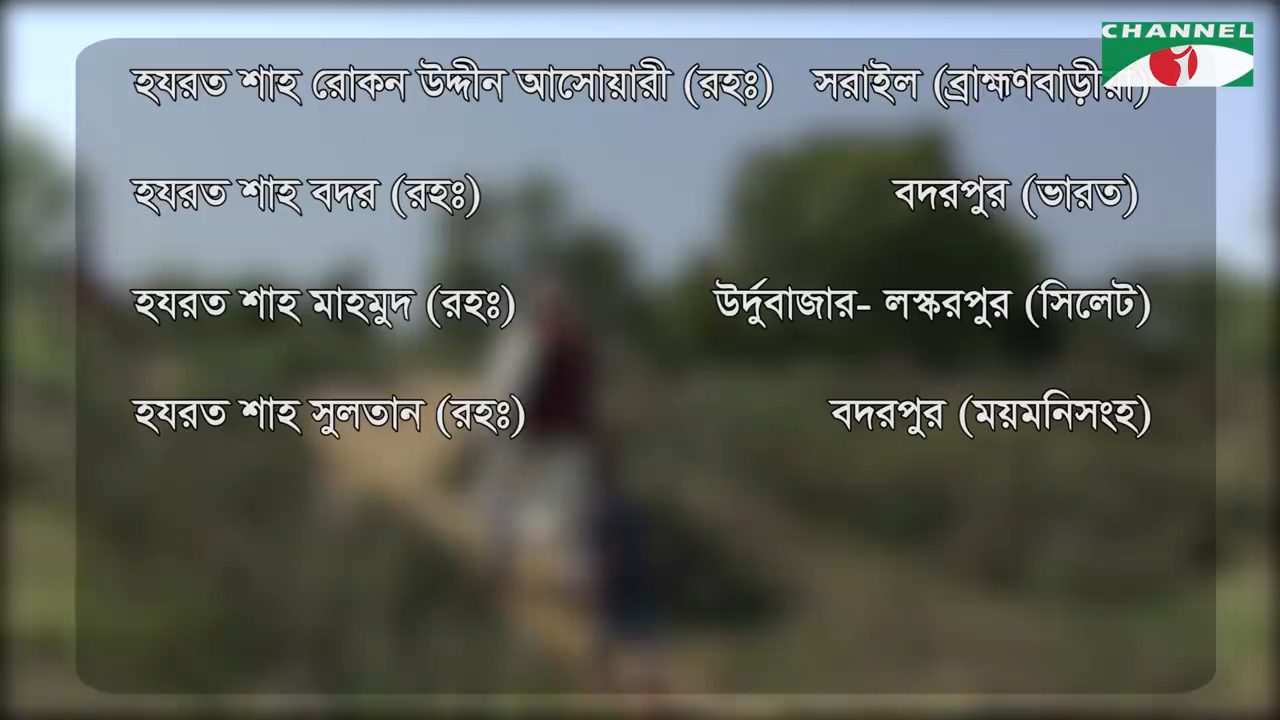 CHANNEL i
হযরত শাহ রোকন উদ্দীন আসোয়ারী (রহঃ) সরাইল (ব্রাহ্মণবাড়ীয়া)
হযরত শাহ বদর (রহঃ) বদরপুর (ভারত)
হযরত শাহ মাহমুদ (রহঃ) উর্দুবাজার- লস্করপুর (সিলেট)
হযরত শাহ সুলতান (রহঃ) বদরপুর (ময়মনিসংহ)